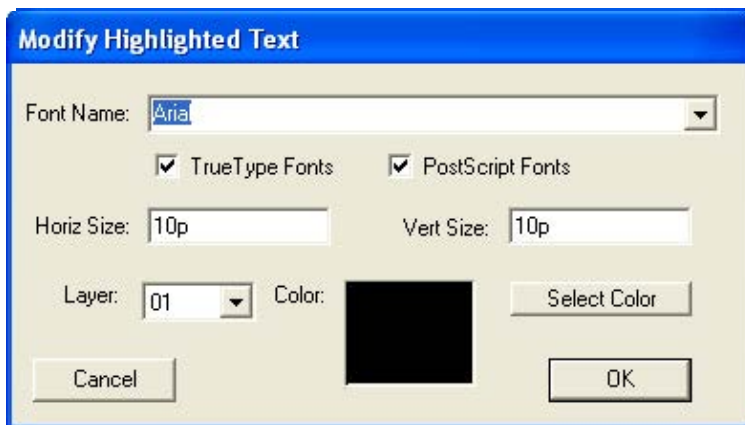 Modify Highlighted Text
Font Name: Arial
TrueType Fonts PostScript Fonts
Horiz Size: 10p Vert Size: 10p
Layer: 01 Color: Select Color
Cancel OK